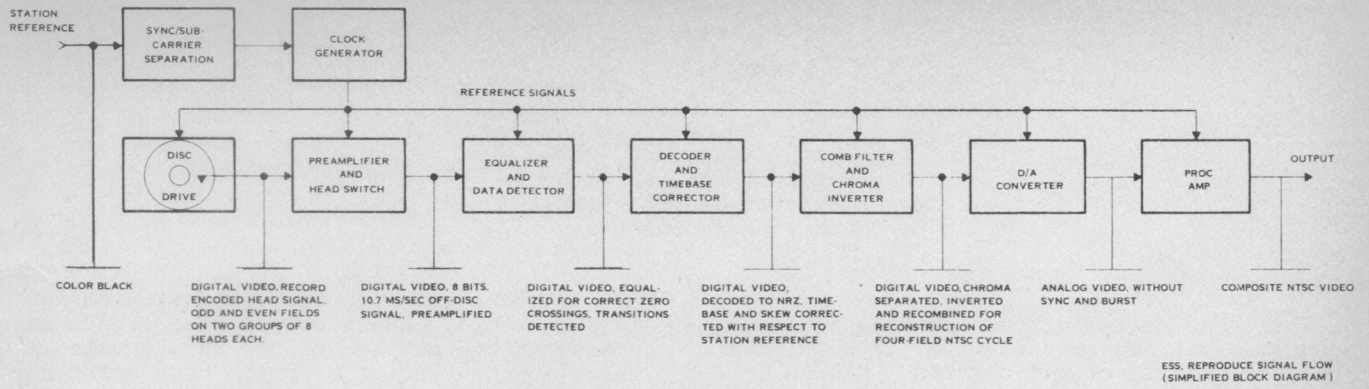 STATION
REFERENCE
SYNC/SUB-
CARRIER
SEPARATION
CLOCK
GENERATOR
REFERENCE SIGNALS
DISC
DRIVE
PREAMPLIFIER
AND
HEAD SWITCH
EQUALIZER
AND
DATA DETECTOR
DECODER
AND
TIMEBASE
CORRECTOR
COMB FILTER
AND
CHROMA
INVERTER
D/A
CONVERTER
PROC
AMP
OUTPUT
COLOR BLACK
DIGITAL VIDEO, RECORD
ENCODED HEAD SIGNAL,
ODD AND EVEN FIELDS
ON TWO GROUPS OF 8
HEADS EACH.
DIGITAL VIDEO, 8 BITS,
10.7 MS/SEC OFF-DISC
SIGNAL, PREAMPLIFIED
DIGITAL VIDEO, EQUAL-
IZED FOR CORRECT ZERO
CROSSINGS, TRANSITIONS
DETECTED
DIGITAL VIDEO,
DECODED TO NRZ, TIME-
BASE AND SKEW CORREC-
TED WITH RESPECT TO
STATION REFERENCE
DIGITAL VIDEO, CHROMA
SEPARATED, INVERTED
AND RECOMBINED FOR
RECONSTRUCTION OF
FOUR-FIELD NTSC CYCLE
ANALOG VIDEO, WITHOUT
SYNC AND BURST
COMPOSITE NTSC VIDEO
ESS, REPRODUCE SIGNAL FLOW
(SIMPLIFIED BLOCK DIAGRAM)